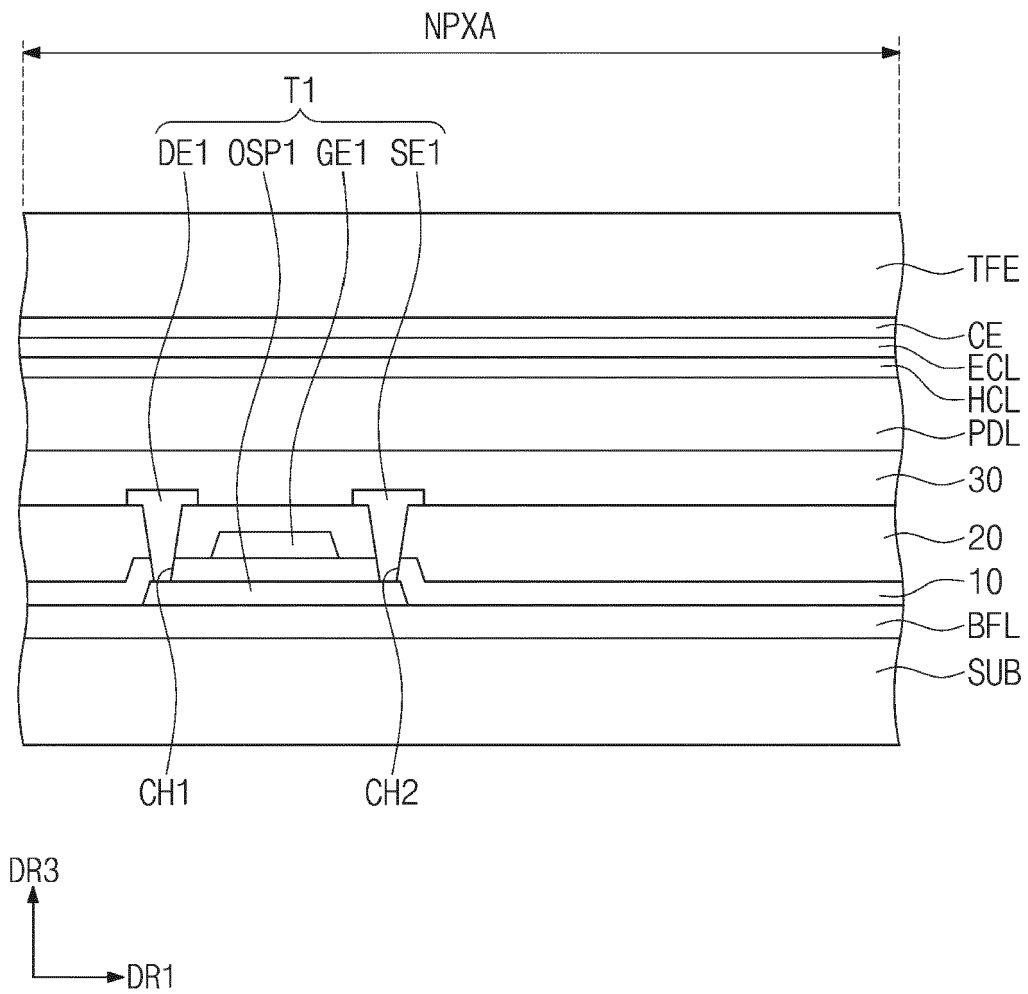 NPXA
T1
DE1 OSP1 GE1 SE1
TFE
CE
ECL
HCL
PDL
30
20
10
BFL
SUB
CH1 CH2
DR3
DR1